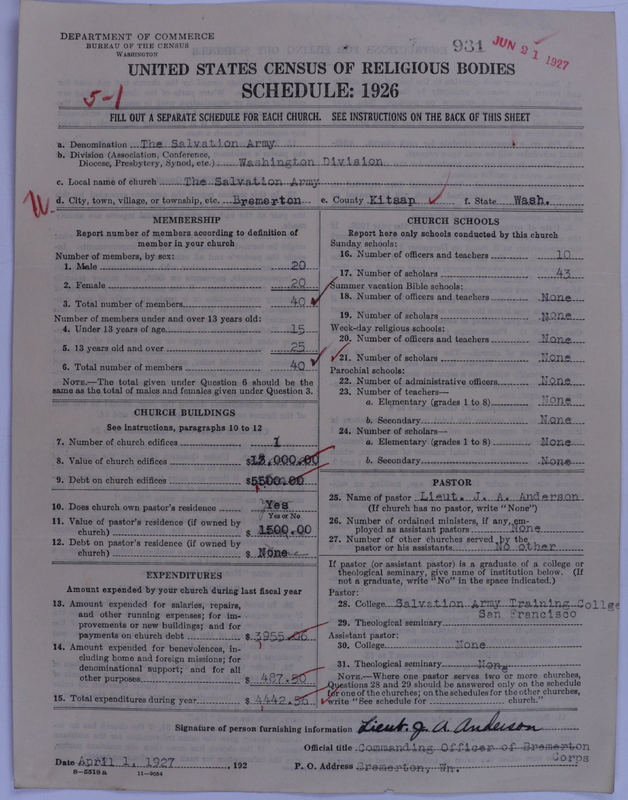 DEPARTMENT OF COMMERCE
BUREAU OF THE CENSUS
WASHINGTON
931
JUN 21 1927
UNITED STATES CENSUS OF RELIGIOUS BODIES
SCHEDULE: 1926
5-1
FILL OUT A SEPARATE SCHEDULE FOR EACH CHURCH. SEE INSTRUCTIONS ON THE BACK OF THIS SHEET
a. Denomination The Salvation Army
b. Division (Association, Conference,
Diocese, Presbytery, Synod, etc.) Washington Division
c. Local name of church The Salvation Army
d. City, town, village, or township, etc. Bremerton e. County Kitsap f. State Wash.
MEMBERSHIP
Report number of members according to definition of
member in your church
Number of members, by sex:
1. Male 20
2. Female 20
3. Total number of members 40
Number of members under and over 13 years old:
4. Under 13 years of age 15
5. 13 years old and over 25
6. Total number of members 40
NOTE.—The total given under Question 6 should be the
same as the total of males and females given under Question 3.
CHURCH BUILDINGS
See instructions, paragraphs 10 to 12
7. Number of church edifices 1
8. Value of church edifices $15,000.00
9. Debt on church edifices $5500.00
10. Does church own pastor's residence? Yes
Yes or No
11. Value of pastor's residence (if owned by
church) $ 1500.00
12. Debt on pastor's residence (if owned by
church) $ None
EXPENDITURES
Amount expended by your church during last fiscal year
13. Amount expended for salaries, repairs,
and other running expenses; for im-
provements or new buildings; and for
payments on church debt $ 3955.06
14. Amount expended for benevolences, in-
cluding home and foreign missions; for
denominational support; and for all
other purposes $ 487.50
15. Total expenditures during year $ 4442.56
CHURCH SCHOOLS
Report here only schools conducted by this church
Sunday schools:
16. Number of officers and teachers 10
17. Number of scholars 43
Summer vacation Bible schools:
18. Number of officers and teachers None
19. Number of scholars None
Week-day religious schools:
20. Number of officers and teachers None
21. Number of scholars None
Parochial schools:
22. Number of administrative officers None
23. Number of teachers—
a. Elementary (grades 1 to 8) None
b. Secondary None
24. Number of scholars—
a. Elementary (grades 1 to 8) None
b. Secondary None
PASTOR
25. Name of pastor Lieut. J. A. Anderson
(If church has no pastor, write "None")
26. Number of ordained ministers, if any, em-
ployed as assistant pastors None
27. Number of other churches served by the
pastor or his assistants No other
If pastor (or assistant pastor) is a graduate of a college or
theological seminary, give name of institution below. (If
not a graduate, write "No" in the space indicated.)
Pastor:
28. College Salvation Army Training College
San Francisco
29. Theological seminary
Assistant pastor:
30. College None
31. Theological seminary None
NOTE.—Where one pastor serves two or more churches,
Questions 28 and 29 should be answered only on the schedule
for one of the churches; on the schedules for the other churches,
write "See schedule for church."
Signature of person furnishing information Lieut. J. A. Anderson
Official title Commanding Officer of Bremerton
Corps
Date April 1, 1927, 192 P. O. Address Bremerton, Wn.
8-5518a 11-9054